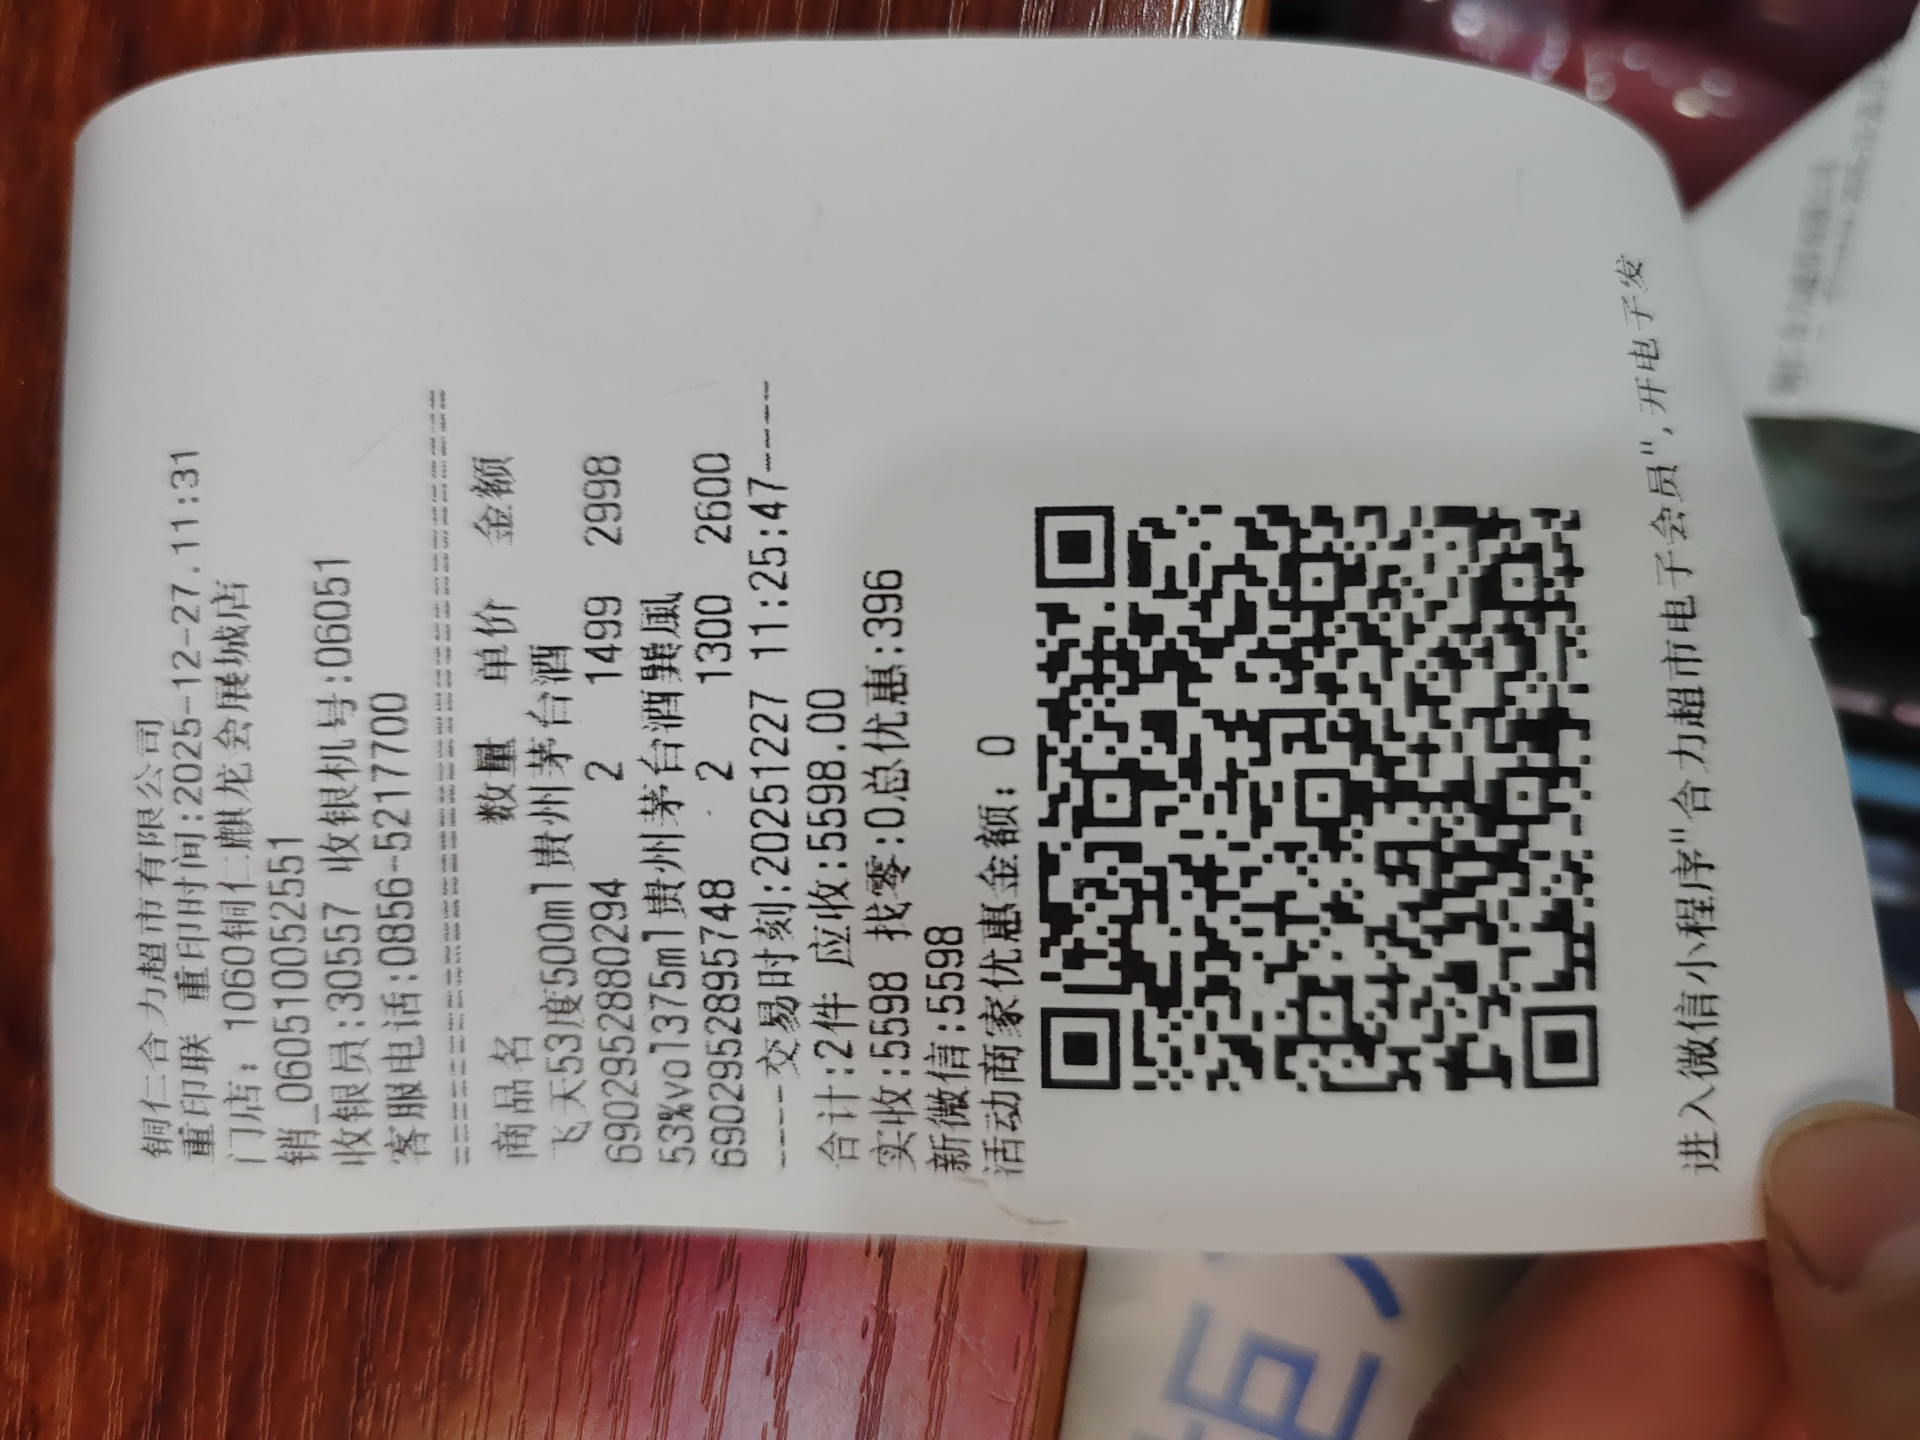 铜仁合力超市有限公司
重印联 重印时间:2025-12-27.11:31
门店: 1060铜仁麒龙会展城店
销_060510052551
收银员:30557 收银机号:06051
客服电话:0856-5217700
商品名 数量 单价 金额
飞天53度500ml贵州茅台酒
6902952880294 2 1499 2998
53%vol375ml贵州茅台酒巽風
6902952895748 2 1300 2600
----交易时刻:20251227 11:25:47----
合计:2件 应收:5598.00
实收:5598 找零:0总优惠:396
新微信:5598
活动商家优惠金额: 0
进入微信小程序"合力超市电子会员",开电子发